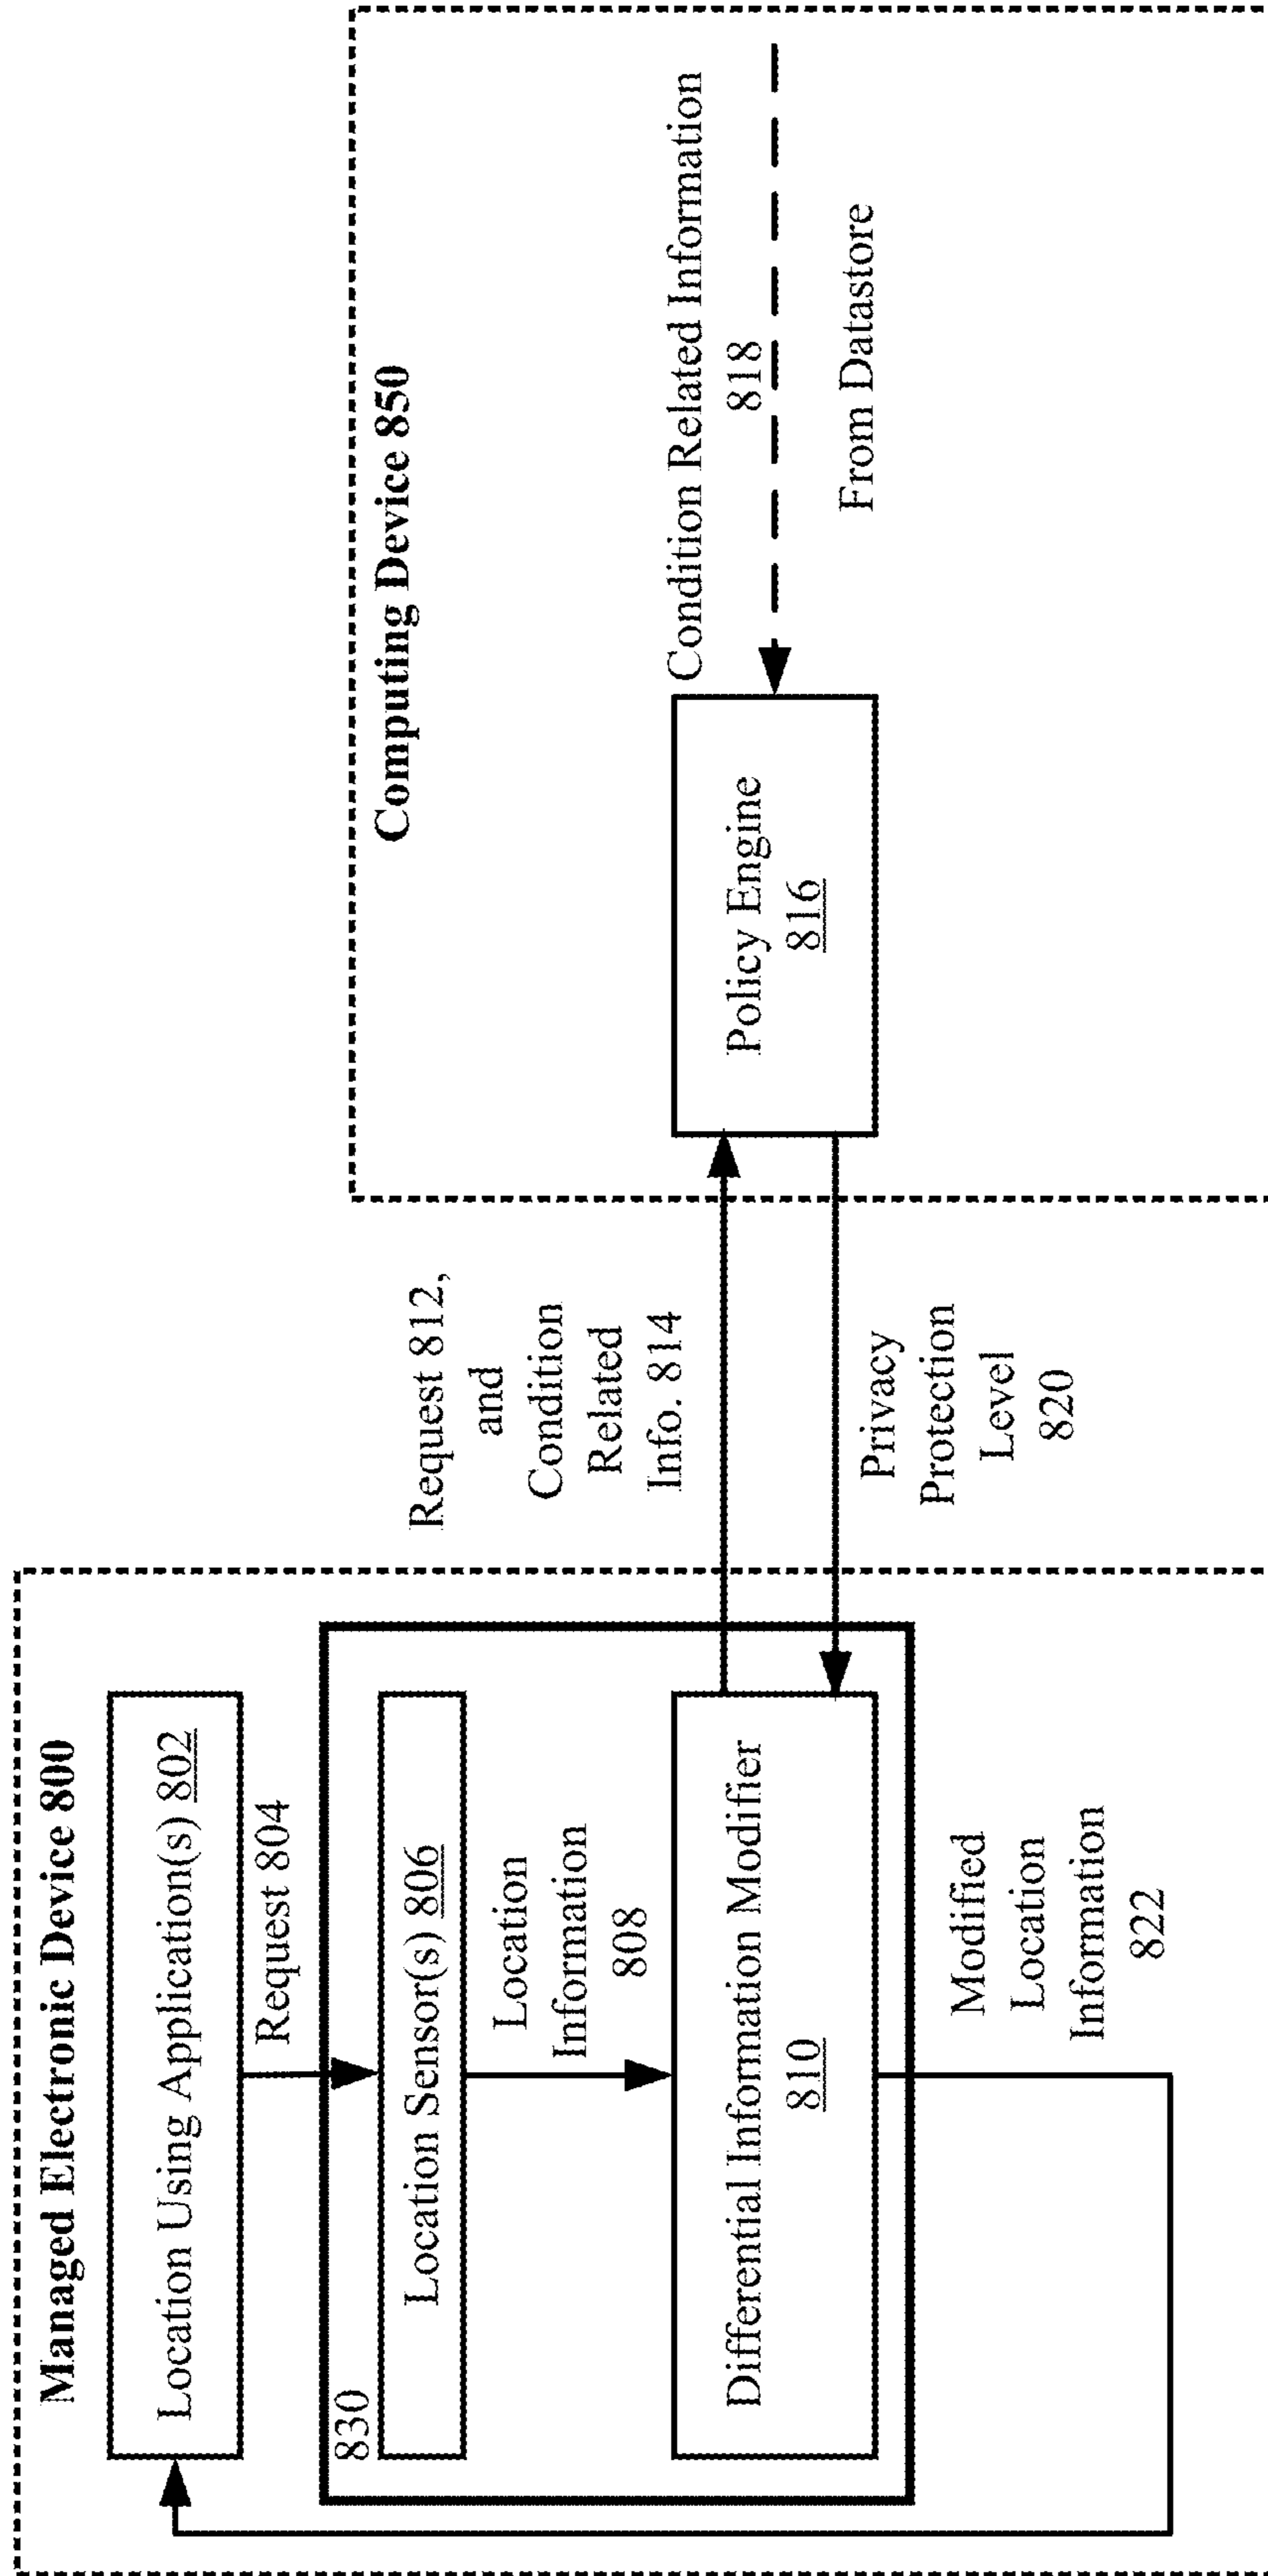 Managed Electronic Device 800
Location Using Application(s) 802
Request 804
830
Location Sensor(s) 806
Location
Information
808
Differential Information Modifier
810
Modified
Location
Information
822
Request 812,
and
Condition
Related
Info. 814
Privacy
Protection
Level
820
Computing Device 850
Policy Engine
816
Condition Related Information
818
From Datastore